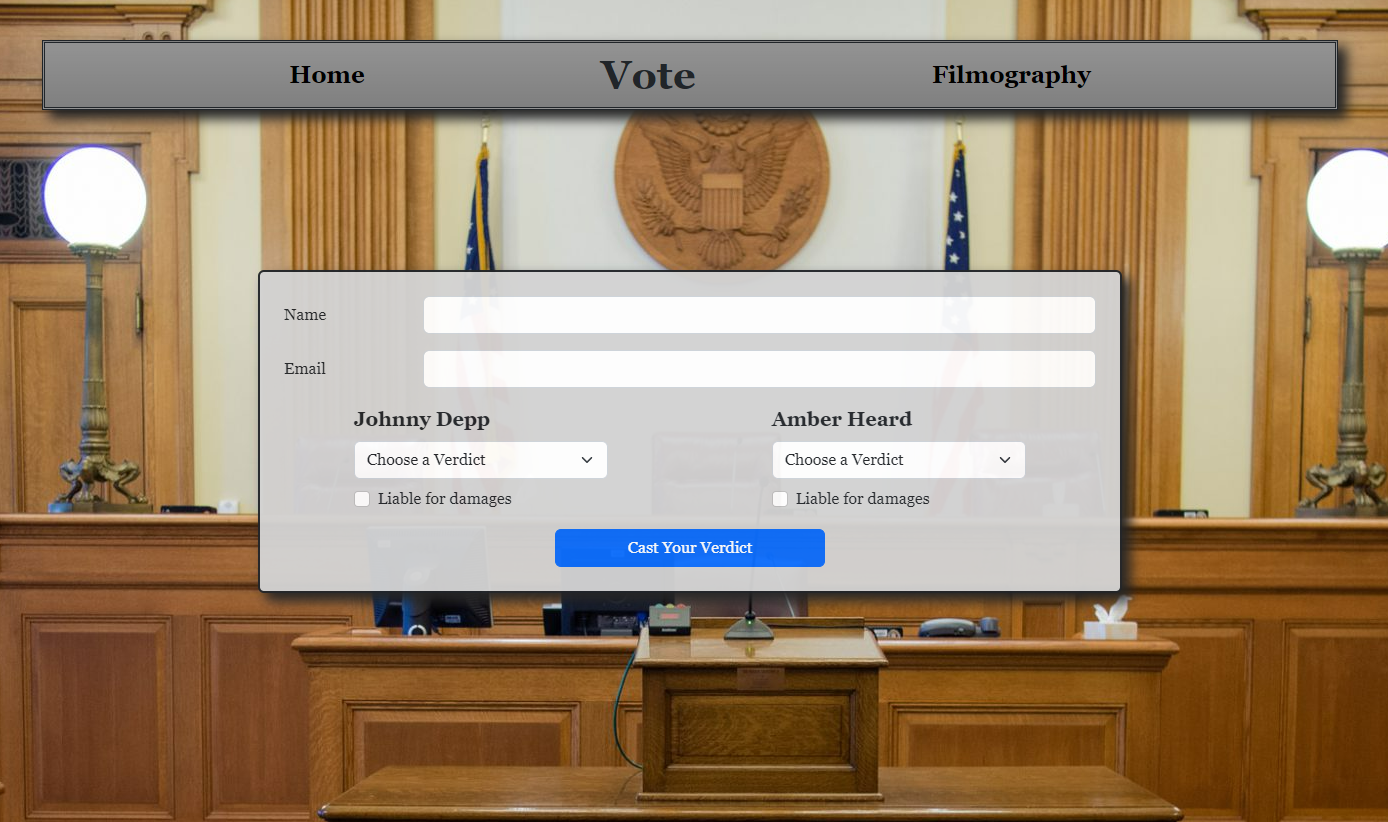 Home Vote Filmography
Name
Email
Johnny Depp Amber Heard
Choose a Verdict Choose a Verdict
Liable for damages Liable for damages
Cast Your Verdict